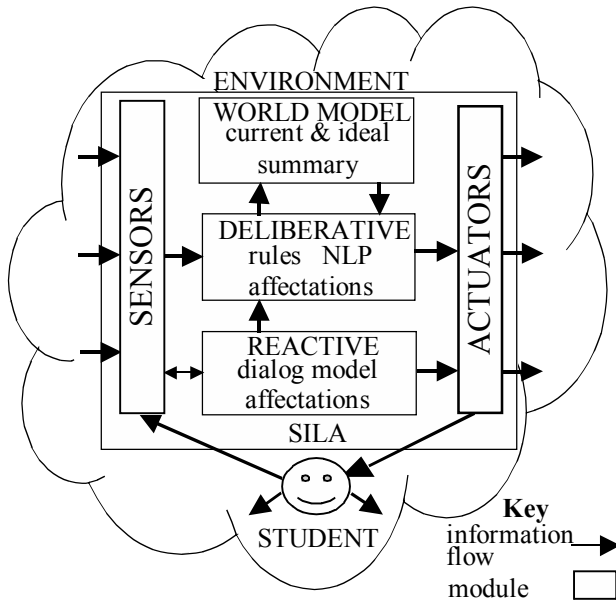 ENVIRONMENT
WORLD MODEL
current & ideal
summary
SENSORS
DELIBERATIVE
rules NLP
affectations
REACTIVE
dialog model
affectations
ACTUATORS
SILA
STUDENT
Key
information
flow
module